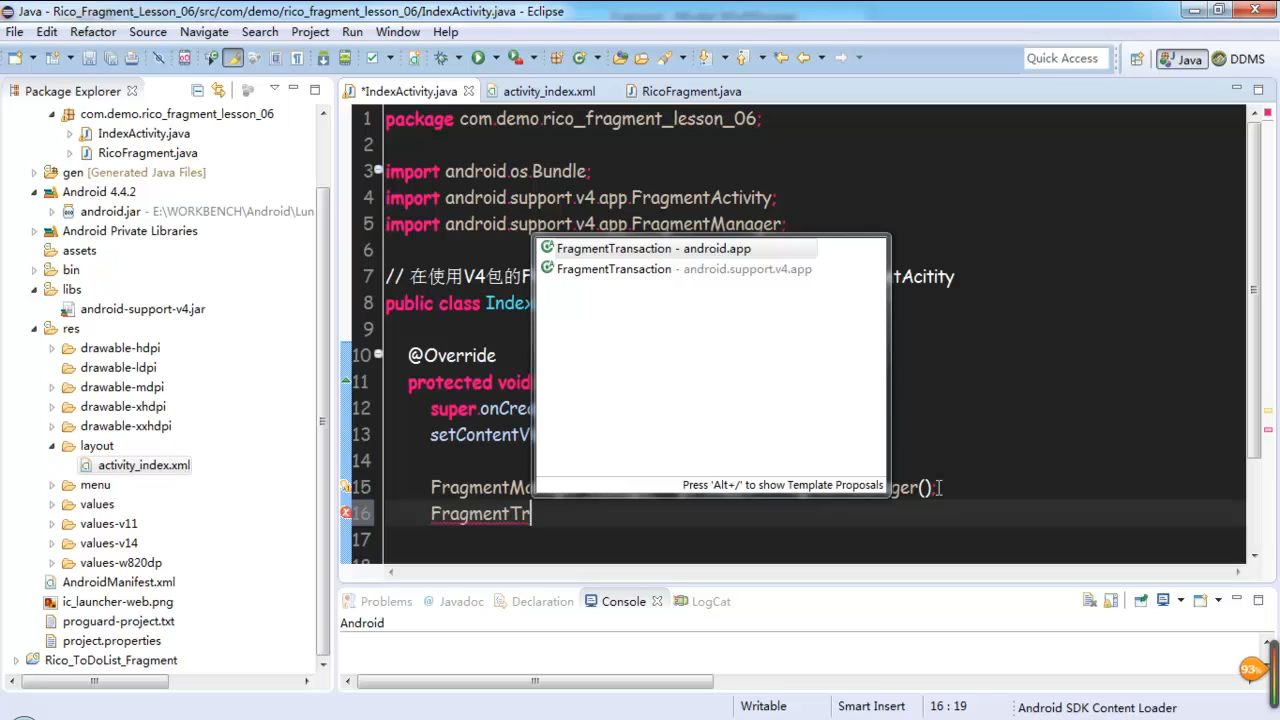 Java - Rico_Fragment_Lesson_06/src/com/demo/rico_fragment_lesson_06/IndexActivity.java - Eclipse
File Edit Refactor Source Navigate Search Project Run Window Help
Quick Access
Java
DDMS
Package Explorer
com.demo.rico_fragment_lesson_06
IndexActivity.java
RicoFragment.java
gen [Generated Java Files]
Android 4.4.2
android.jar - E:\WORKBENCH\Android\Lun
Android Private Libraries
assets
bin
libs
android-support-v4.jar
res
drawable-hdpi
drawable-ldpi
drawable-mdpi
drawable-xhdpi
drawable-xxhdpi
layout
activity_index.xml
menu
values
values-v11
values-v14
values-w820dp
AndroidManifest.xml
ic_launcher-web.png
proguard-project.txt
project.properties
Rico_ToDoList_Fragment
*IndexActivity.java
activity_index.xml
RicoFragment.java
1 package com.demo.rico_fragment_lesson_06;
2
3 import android.os.Bundle;
4 import android.support.v4.app.FragmentActivity;
5 import android.support.v4.app.FragmentManager;
6
7 // 在使用V4包的F tAcitity
8 public class Index
9
10 @Override
11 protected void
12 super.onCre
13 setContentV
14
15 FragmentMa ger();
16 FragmentTr
17
FragmentTransaction - android.app
FragmentTransaction - android.support.v4.app
Press 'Alt+/' to show Template Proposals
Problems
Javadoc
Declaration
Console
LogCat
Android
93%
Writable
Smart Insert
16 : 19
Android SDK Content Loader